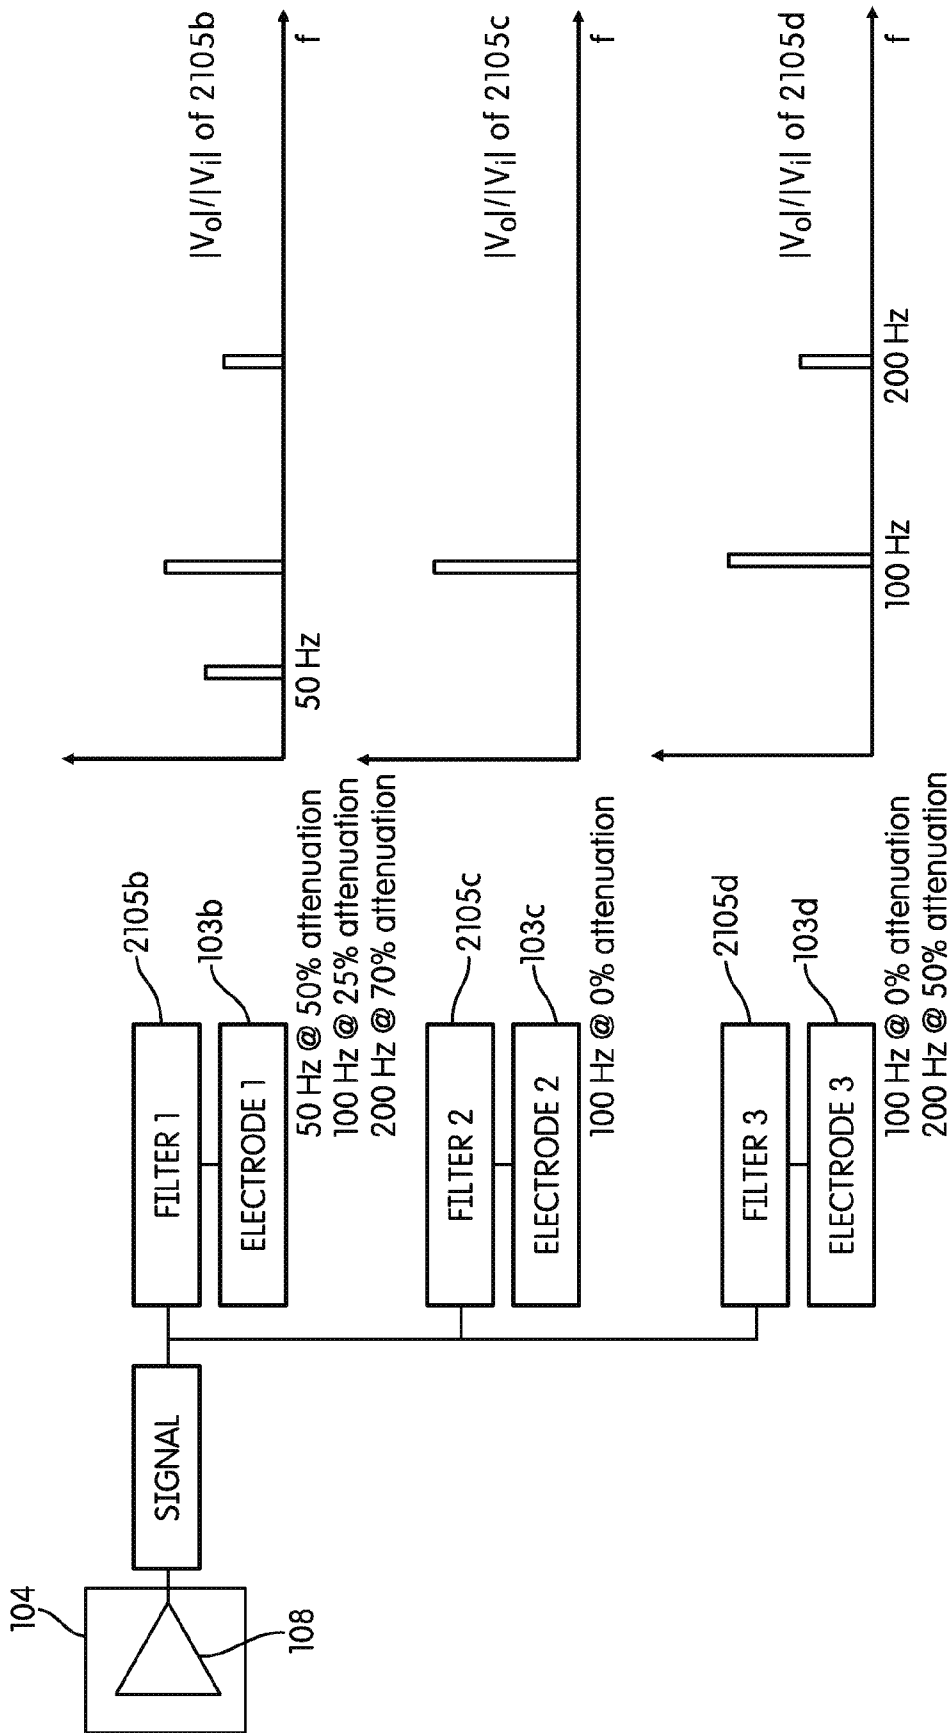 104
108
SIGNAL
FILTER 1
2105b
ELECTRODE 1
103b
50 Hz @ 50% attenuation
100 Hz @ 25% attenuation
200 Hz @ 70% attenuation
|Vo|/|Vi| of 2105b
50 Hz
f
FILTER 2
2105c
ELECTRODE 2
103c
100 Hz @ 0% attenuation
|Vo|/|Vi| of 2105c
f
FILTER 3
2105d
ELECTRODE 3
103d
100 Hz @ 0% attenuation
200 Hz @ 50% attenuation
|Vo|/|Vi| of 2105d
100 Hz
200 Hz
f